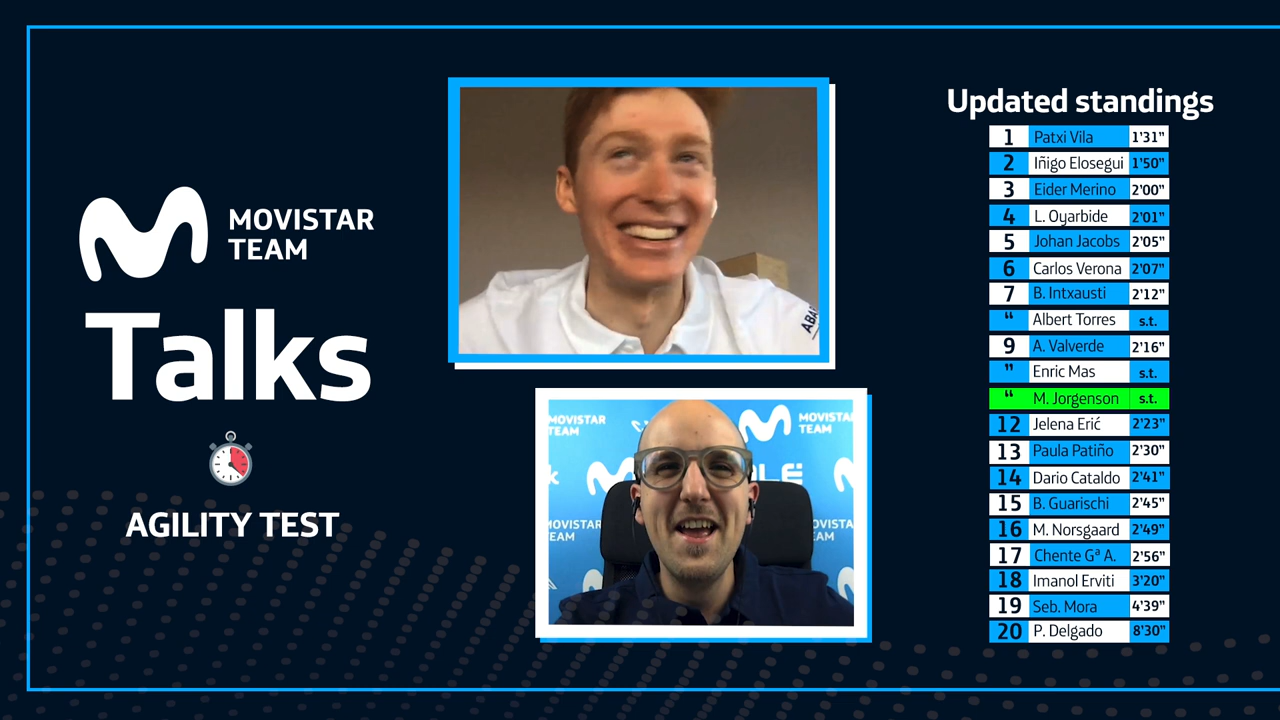 MOVISTAR
TEAM
Talks
AGILITY TEST
ABA
MOVISTAR
TEAM
MOVISTAR
TEAM
MOVISTAR
TEAM
Updated standings
1 Patxi Vila 1'31”
2 Iñigo Elosegui 1'50”
3 Eider Merino 2'00”
4 L. Oyarbide 2'01”
5 Johan Jacobs 2'05”
6 Carlos Verona 2'07”
7 B. Intxausti 2'12”
“ Albert Torres s.t.
9 A. Valverde 2'16”
” Enric Mas s.t.
“ M. Jorgenson s.t.
12 Jelena Erić 2'23”
13 Paula Patiño 2'30”
14 Dario Cataldo 2'41”
15 B. Guarischi 2'45”
16 M. Norsgaard 2'49”
17 Chente Gª A. 2'56”
18 Imanol Erviti 3'20”
19 Seb. Mora 4'39”
20 P. Delgado 8'30”